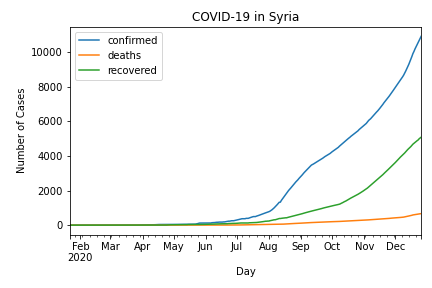 COVID-19 in Syria
confirmed
deaths
recovered
Number of Cases
10000
8000
6000
4000
2000
0
Feb Mar Apr May Jun Jul Aug Sep Oct Nov Dec
2020
Day